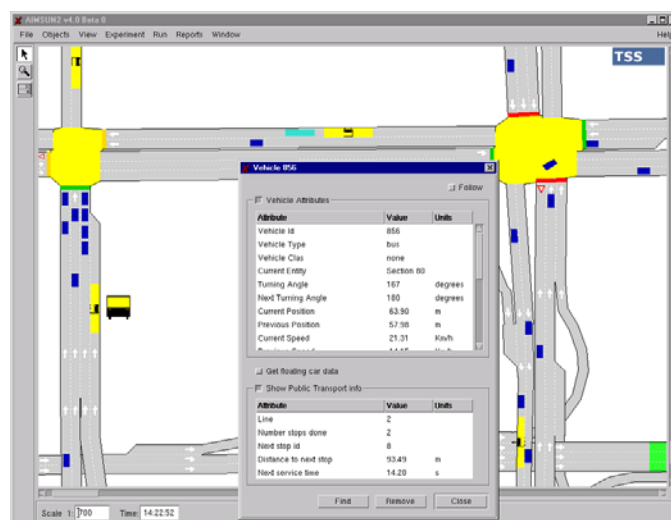 AIMSUN2 v4.0 Beta 0
File Objects View Experiment Run Reports Window Help
TSS
Vehicle 856
Follow
Vehicle Attributes
Attribute Value Units
Vehicle Id 856
Vehicle Type bus
Vehicle Clas none
Current Entity Section 80
Turning Angle 167 degrees
Next Turning Angle 180 degrees
Current Position 63.90 m
Previous Position 57.98 m
Current Speed 21.31 Km/h
Get floating car data
Show Public Transport info
Attribute Value Units
Line 2
Number stops done 2
Next stop id 8
Distance to next stop 93.49 m
Next service time 14.20 s
Find Remove Close
Scale 1: 700 Time: 14:22:52